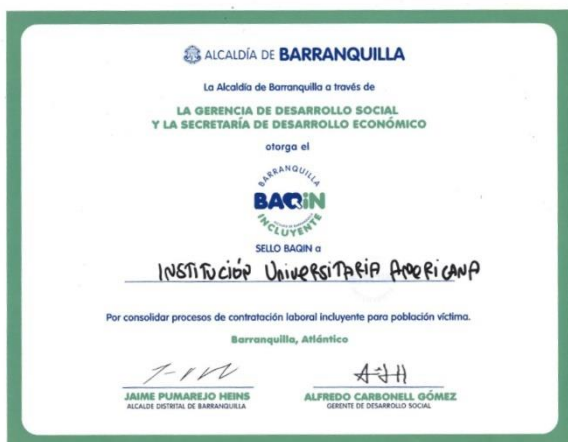 ALCALDÍA DE BARRANQUILLA
La Alcaldía de Barranquilla a través de
LA GERENCIA DE DESARROLLO SOCIAL
Y LA SECRETARÍA DE DESARROLLO ECONÓMICO
otorga el
BARRANQUILLA
BAQIN
INCLUYENTE
SELLO BAQIN a
INSTITUCIÓN UNIVERSITARIA AMERICANA
Por consolidar procesos de contratación laboral incluyente para población víctima.
Barranquilla, Atlántico
JAIME PUMAREJO HEINS
ALCALDE DISTRITAL DE BARRANQUILLA
ALFREDO CARBONELL GÓMEZ
GERENTE DE DESARROLLO SOCIAL